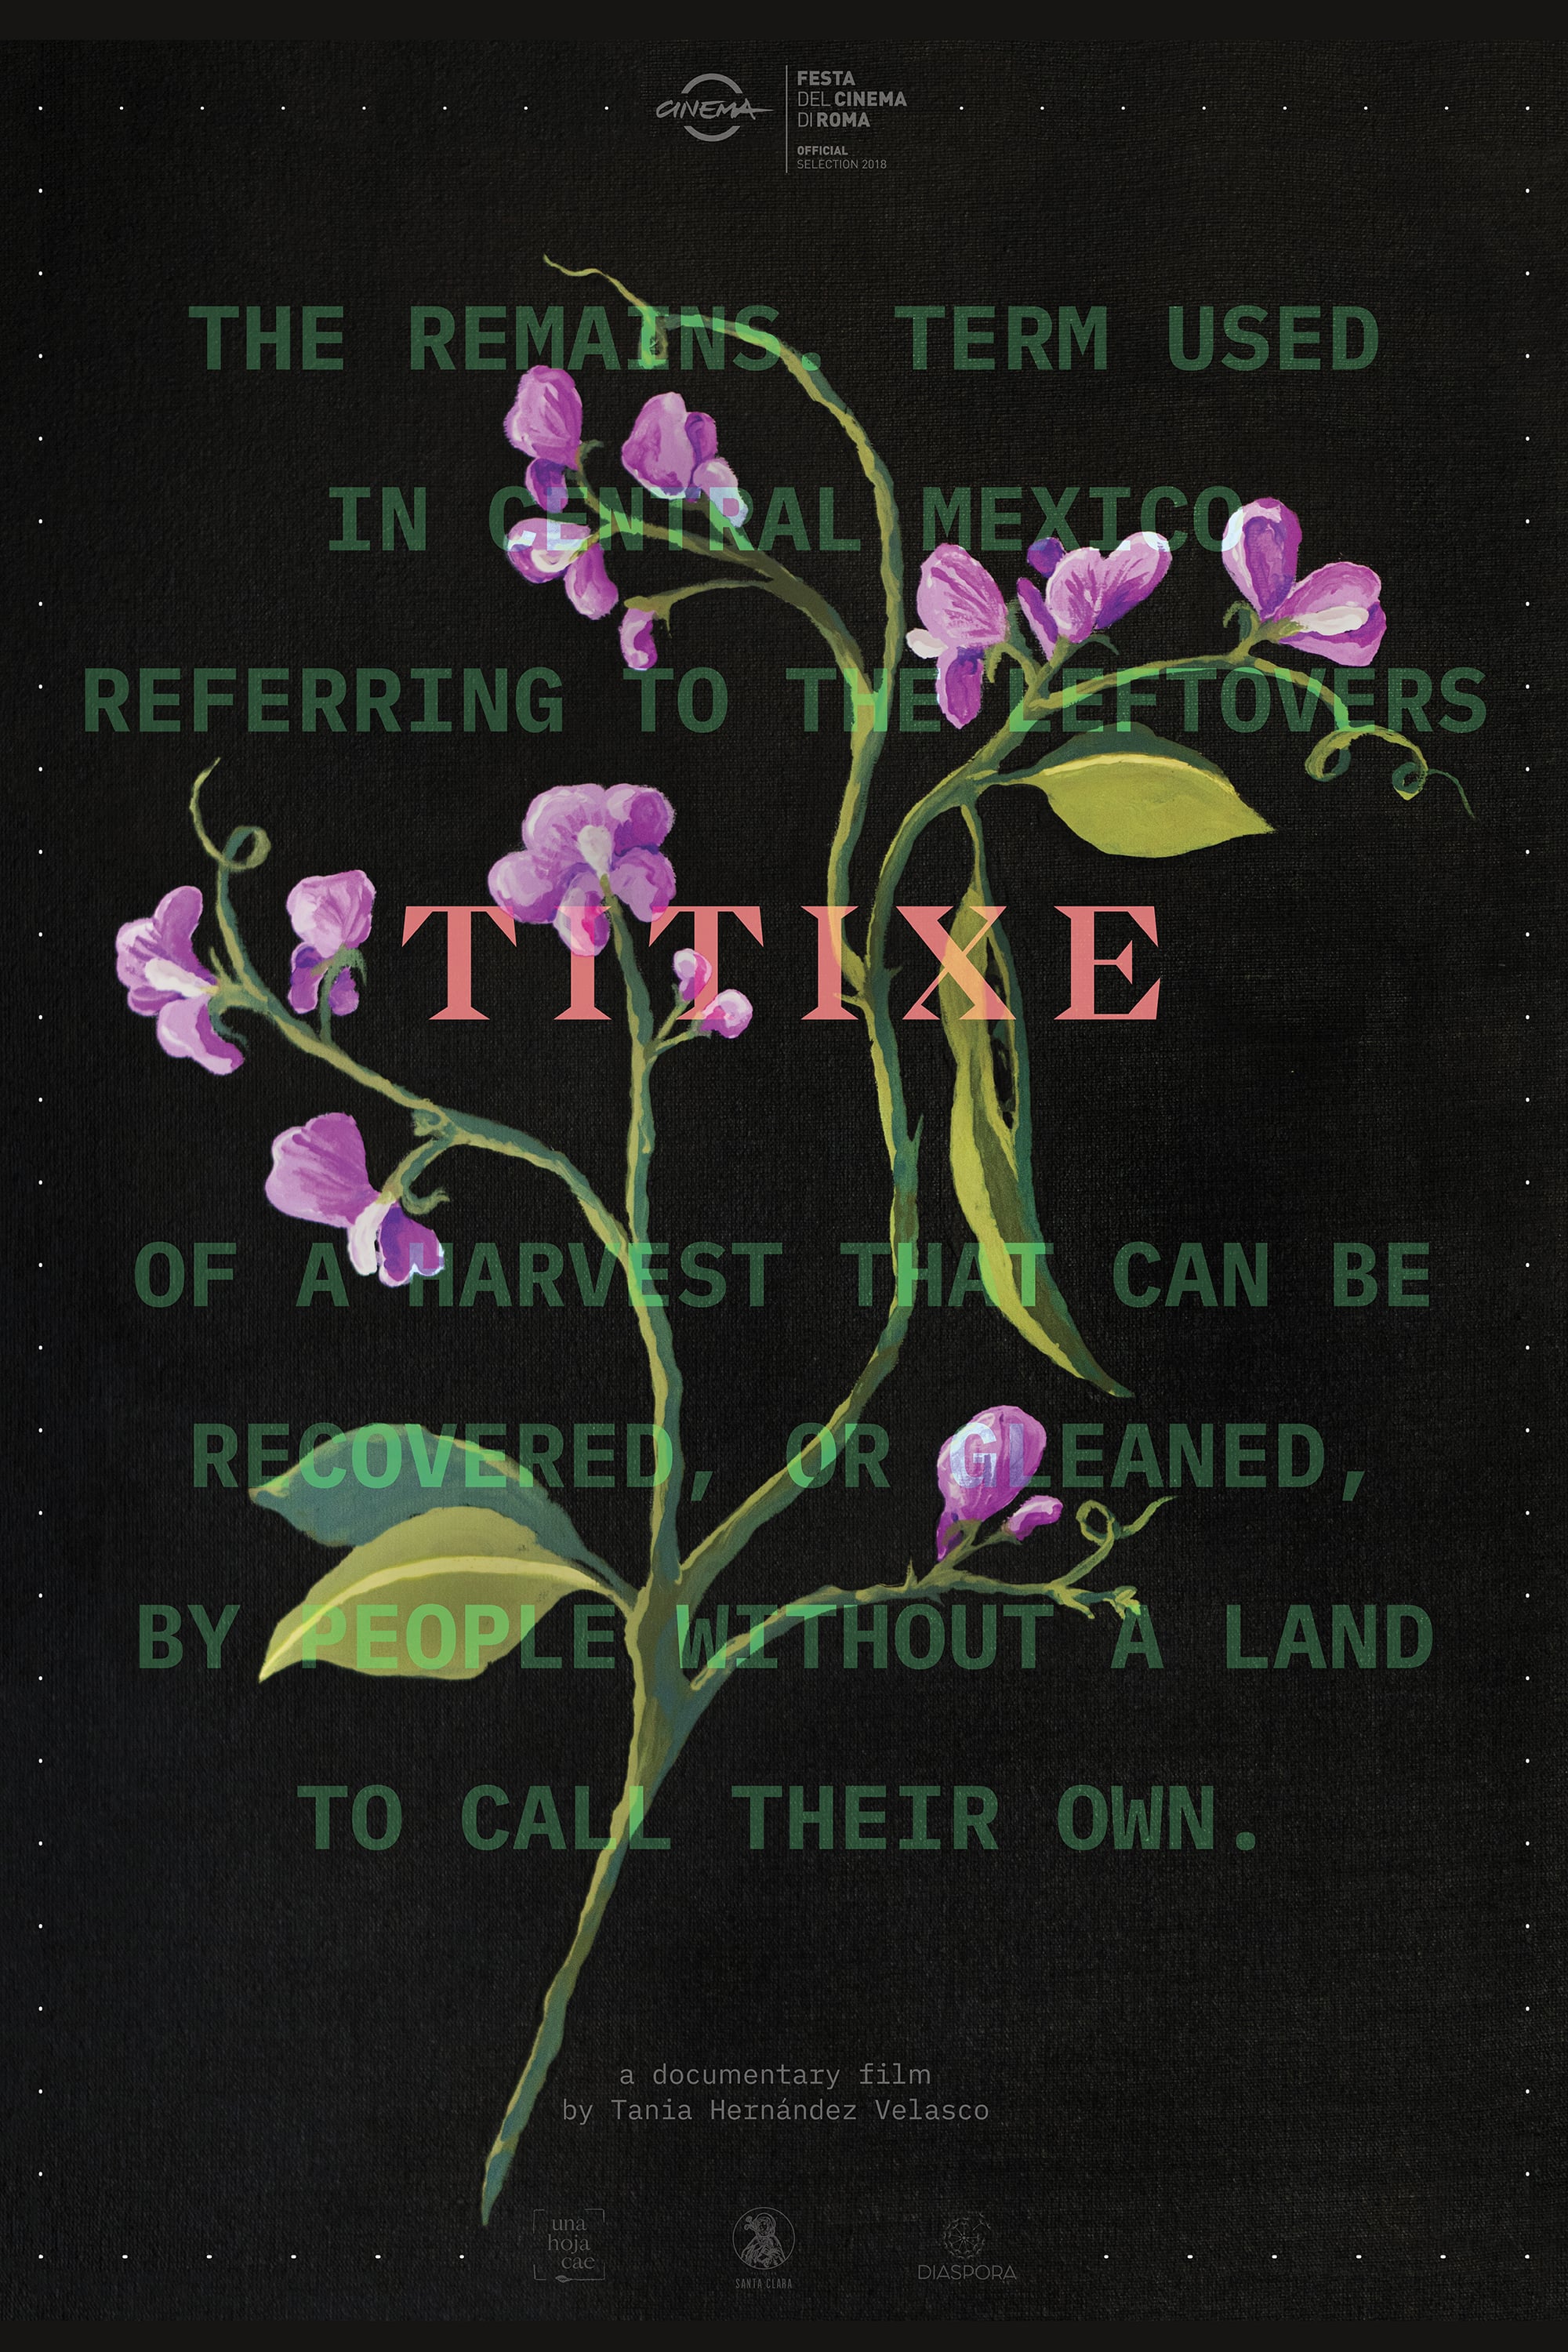 CINEMA
FESTA
DEL CINEMA
DI ROMA
OFFICIAL
SELECTION 2018
THE REMAINS. TERM USED
IN CENTRAL MEXICO
REFERRING TO THE LEFTOVERS
TITIXE
OF A HARVEST THAT CAN BE
RECOVERED, OR GLEANED,
BY PEOPLE WITHOUT A LAND
TO CALL THEIR OWN.
a documentary film
by Tania Hernández Velasco
una
hoja
cae
SANTA CLARA
DIASPORA